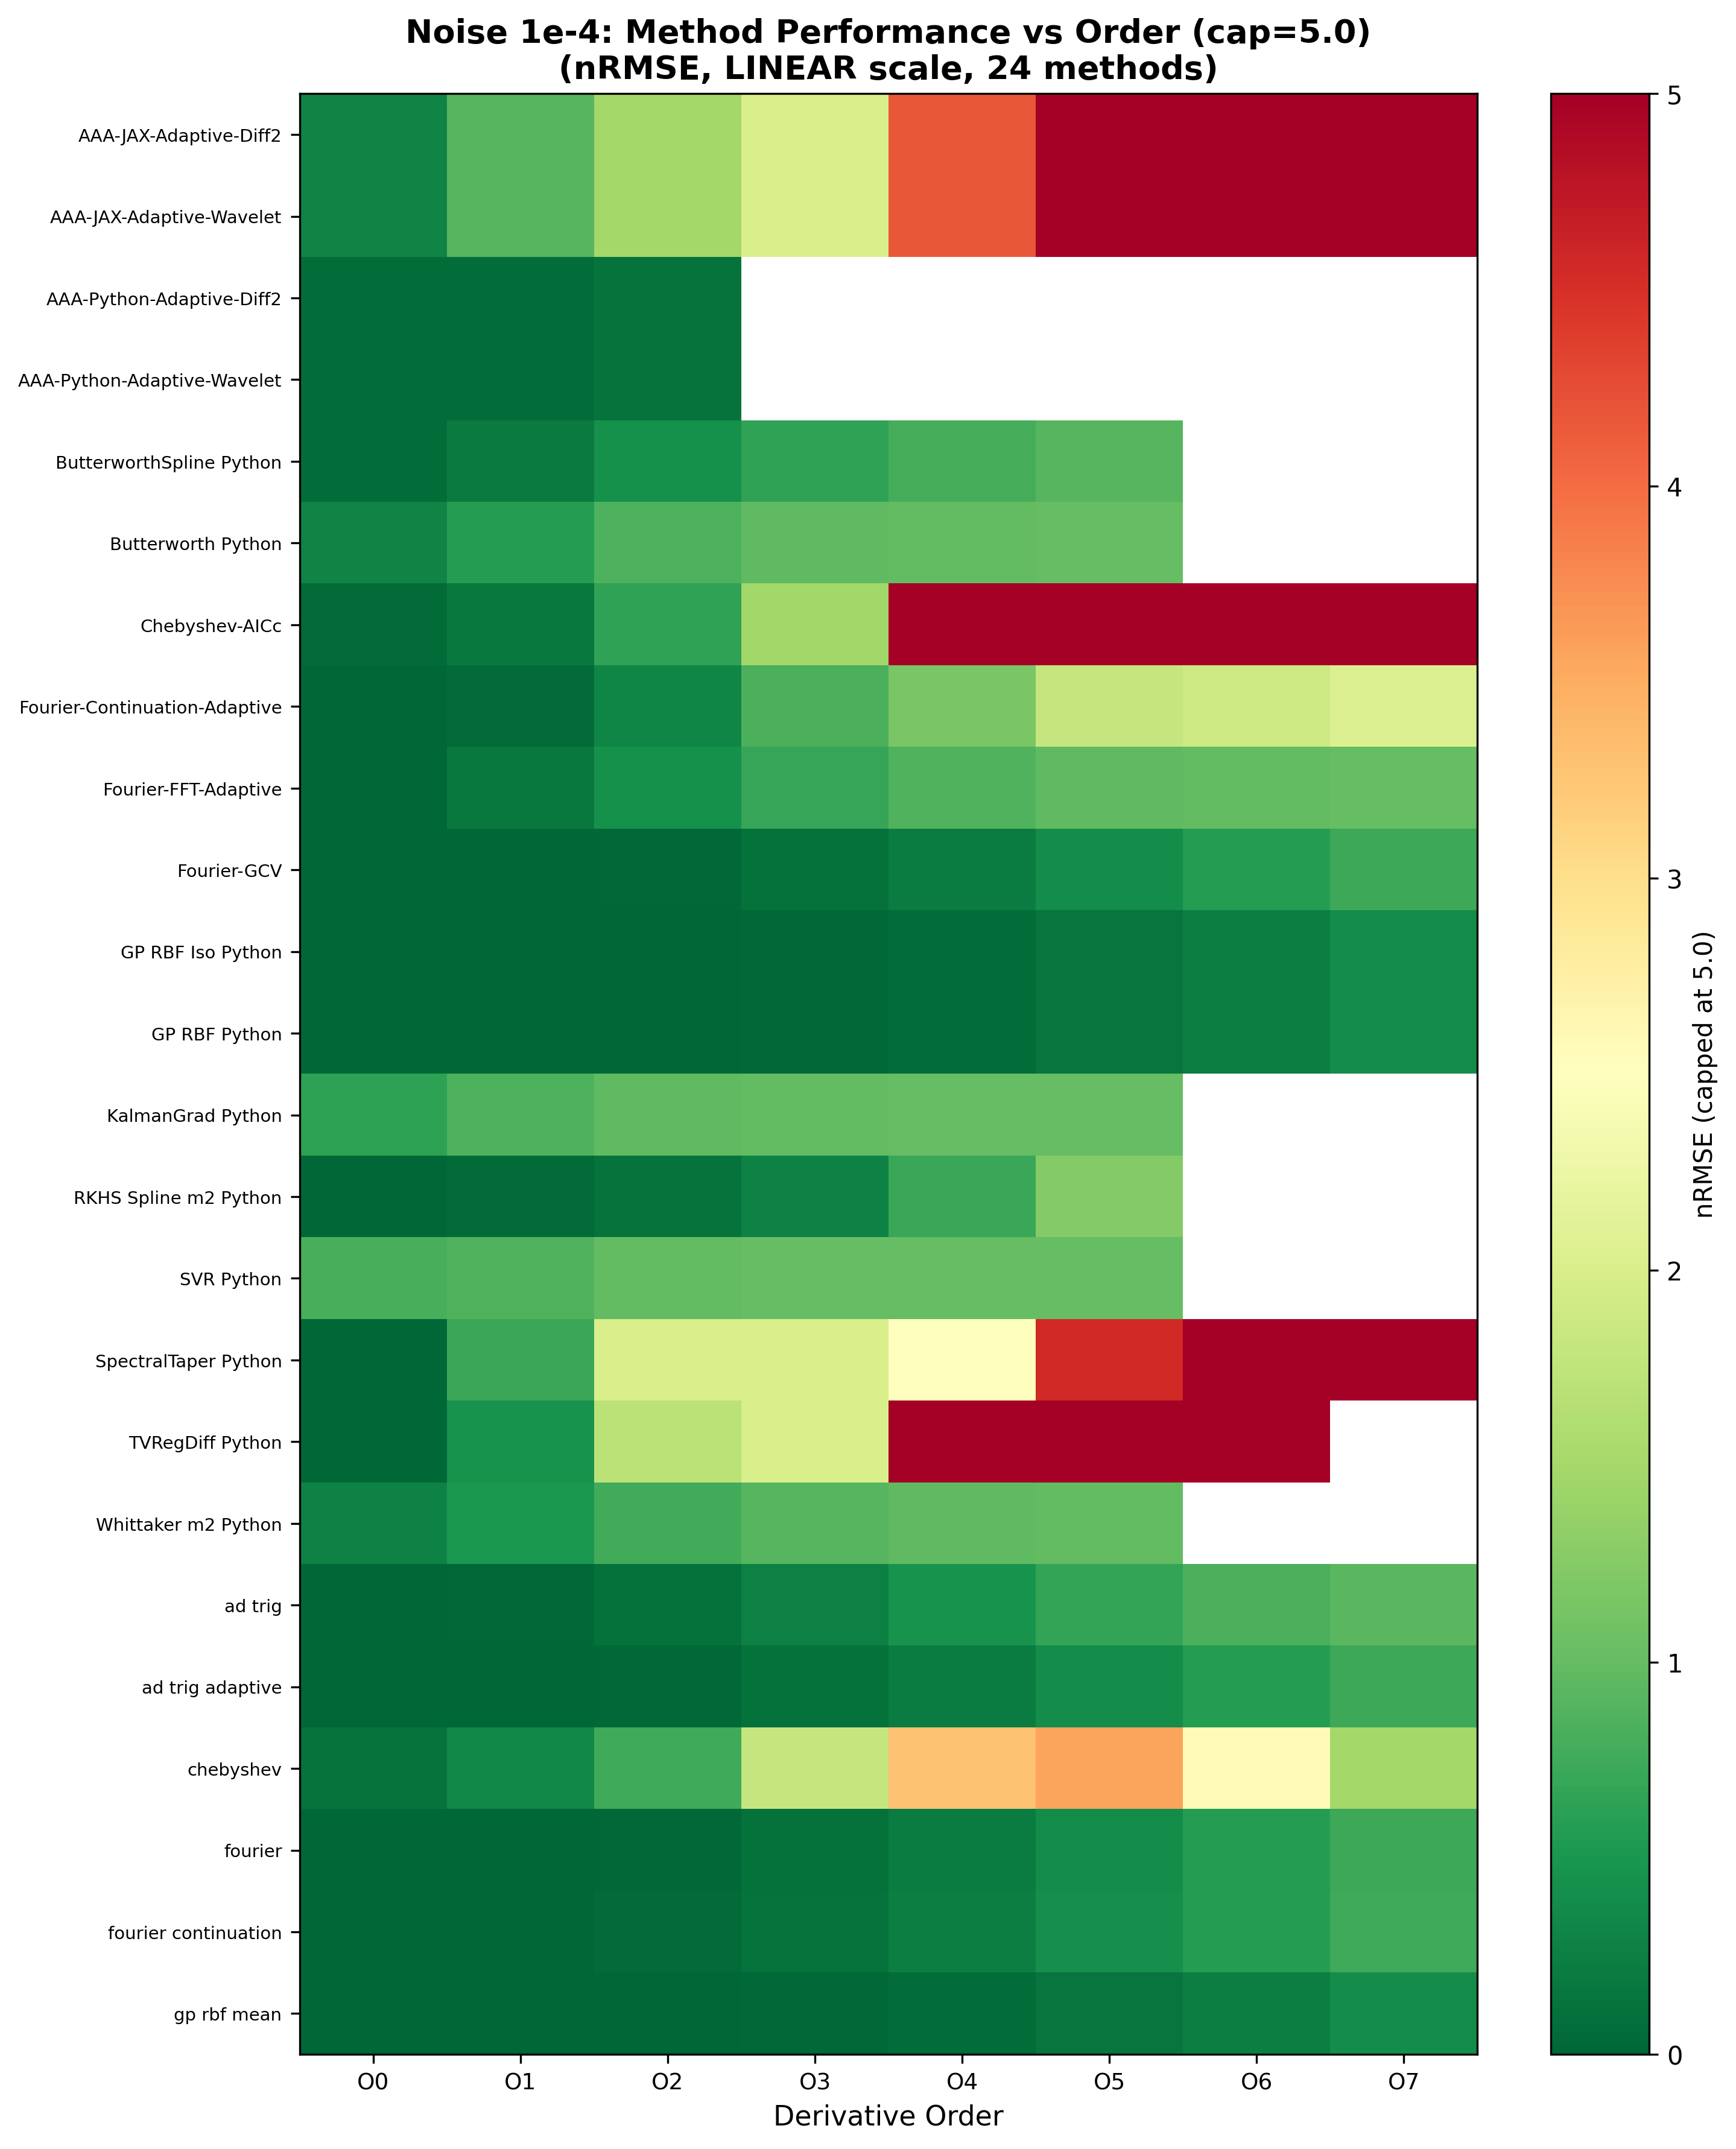 Noise 1e-4: Method Performance vs Order (cap=5.0)
(nRMSE, LINEAR scale, 24 methods)
AAA-JAX-Adaptive-Diff2
AAA-JAX-Adaptive-Wavelet
AAA-Python-Adaptive-Diff2
AAA-Python-Adaptive-Wavelet
ButterworthSpline Python
Butterworth Python
Chebyshev-AICc
Fourier-Continuation-Adaptive
Fourier-FFT-Adaptive
Fourier-GCV
GP RBF Iso Python
GP RBF Python
KalmanGrad Python
RKHS Spline m2 Python
SVR Python
SpectralTaper Python
TVRegDiff Python
Whittaker m2 Python
ad trig
ad trig adaptive
chebyshev
fourier
fourier continuation
gp rbf mean
O0 O1 O2 O3 O4 O5 O6 O7
Derivative Order
5
4
3
2
1
0
nRMSE (capped at 5.0)